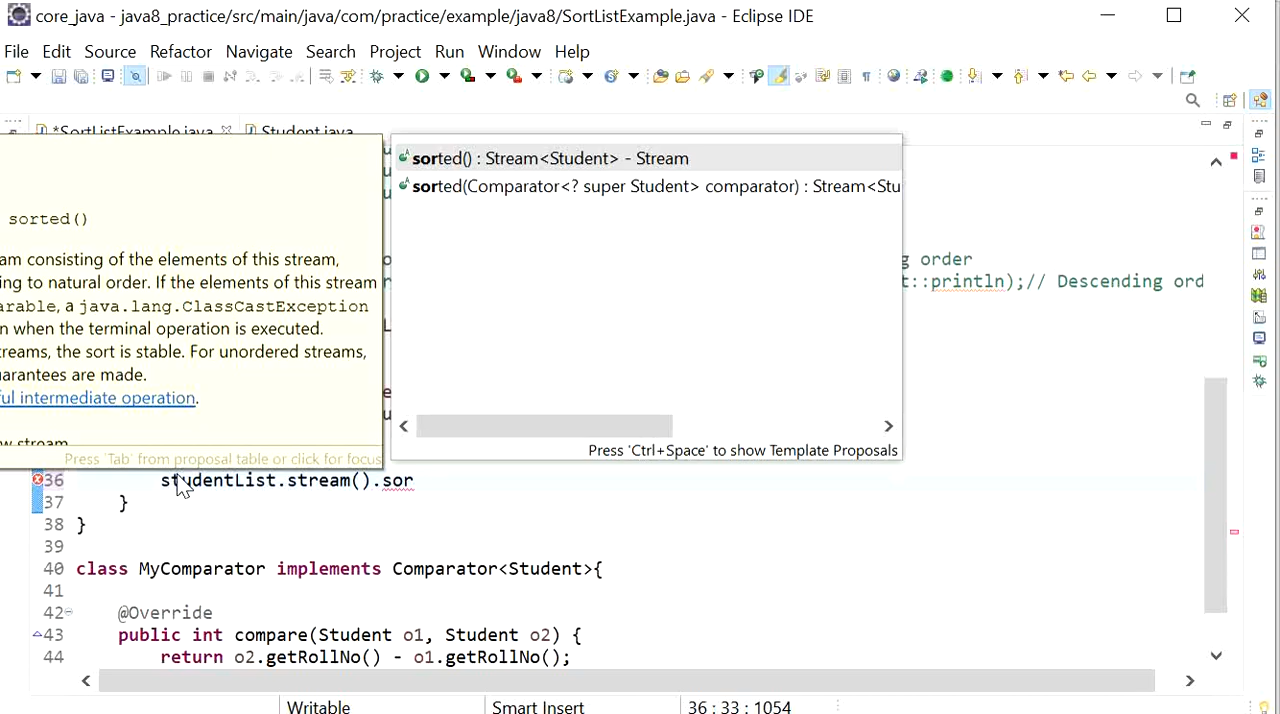 core_java - java8_practice/src/main/java/com/practice/example/java8/SortListExample.java - Eclipse IDE
File Edit Source Refactor Navigate Search Project Run Window Help
*SortListExample.java Student.java
sorted() : Stream<Student> - Stream
sorted(Comparator<? super Student> comparator) : Stream<Stu
sorted()
am consisting of the elements of this stream,
ing to natural order. If the elements of this stream
arable, a java.lang.ClassCastException
n when the terminal operation is executed.
treams, the sort is stable. For unordered streams,
uarantees are made.
ful intermediate operation.
w stream
Press 'Tab' from proposal table or click for focus
g order
t::println);// Descending ord
Press 'Ctrl+Space' to show Template Proposals
36 studentList.stream().sor
37 }
38 }
39
40 class MyComparator implements Comparator<Student>{
41
42 @Override
43 public int compare(Student o1, Student o2) {
44 return o2.getRollNo() - o1.getRollNo();
Writable Smart Insert 36 : 33 : 1054